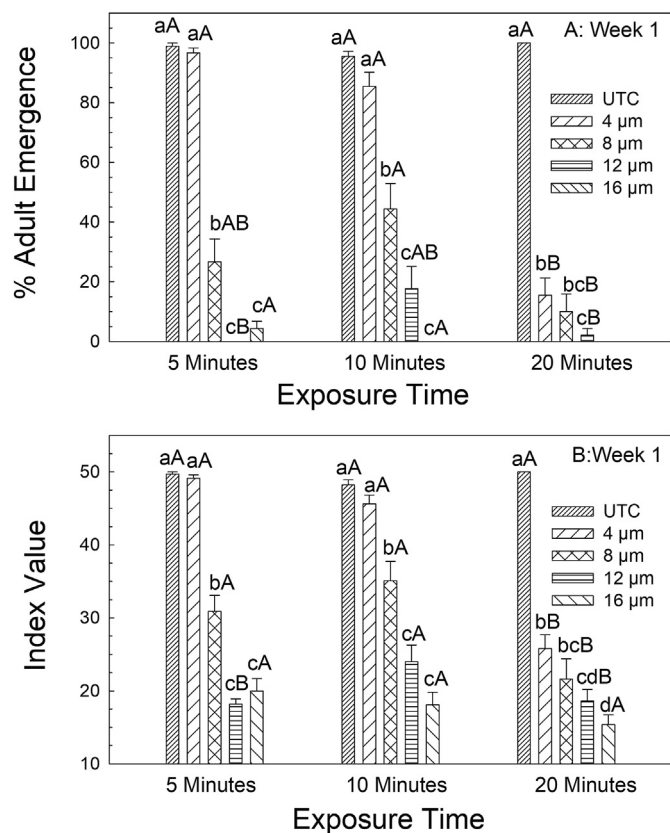 aA aA
aA
aA
aA
A: Week 1
100
80
60
40
20
0
% Adult Emergence
bAB
cB
cA
bA
cAB
cA
bB
bcB
cB
UTC
4 µm
8 µm
12 µm
16 µm
5 Minutes
10 Minutes
20 Minutes
Exposure Time
aA aA
aA
aA
aA
B:Week 1
50
40
30
20
10
Index Value
bA
cB
cA
bA
cA
cA
bB
bcB
cdB
dA
UTC
4 µm
8 µm
12 µm
16 µm
5 Minutes
10 Minutes
20 Minutes
Exposure Time